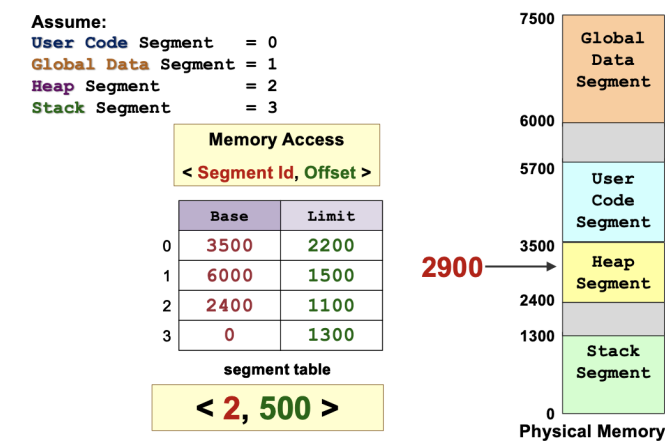 Assume:
User Code Segment = 0
Global Data Segment = 1
Heap Segment = 2
Stack Segment = 3
Memory Access
< Segment Id, Offset >
Base Limit
0 3500 2200
1 6000 1500
2 2400 1100
3 0 1300
segment table
< 2, 500 >
2900
7500
Global
Data
Segment
6000
5700
User
Code
Segment
3500
Heap
Segment
2400
1300
Stack
Segment
0
Physical Memory